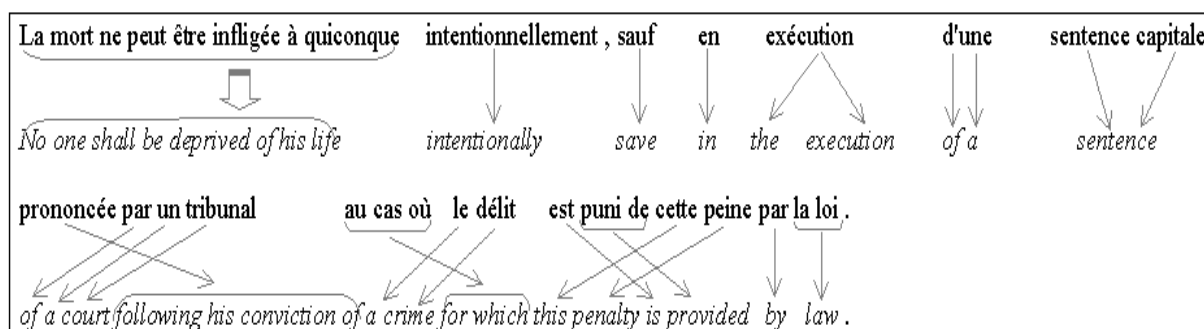 La mort ne peut être infligée à quiconque intentionnellement , sauf en exécution d'une sentence capitale
No one shall be deprived of his life intentionally save in the execution of a sentence
prononcée par un tribunal au cas où le délit est puni de cette peine par la loi .
of a court following his conviction of a crime for which this penalty is provided by law .